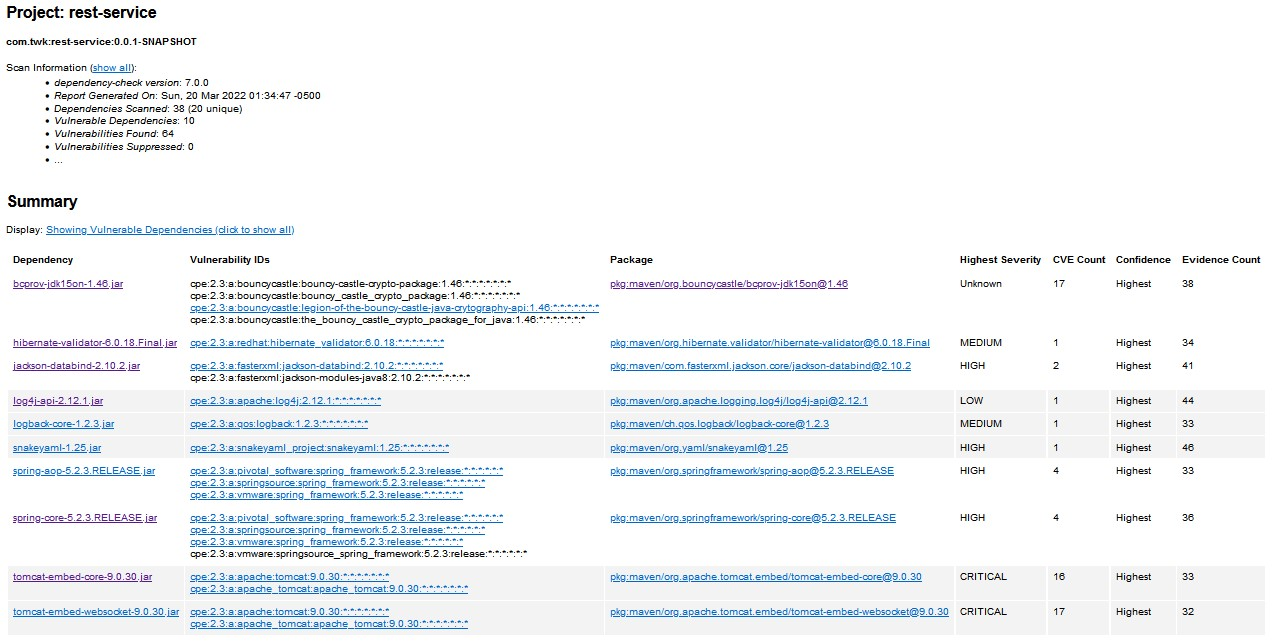 Project: rest-service
com.twk:rest-service:0.0.1-SNAPSHOT
Scan Information (show all):
• dependency-check version: 7.0.0
• Report Generated On: Sun, 20 Mar 2022 01:34:47 -0500
• Dependencies Scanned: 38 (20 unique)
• Vulnerable Dependencies: 10
• Vulnerabilities Found: 64
• Vulnerabilities Suppressed: 0
• ...
Summary
Display: Showing Vulnerable Dependencies (click to show all)
Dependency Vulnerability IDs Package Highest Severity CVE Count Confidence Evidence Count
bcprov-jdk15on-1.46.jar cpe:2.3:a:bouncycastle:bouncy-castle-crypto-package:1.46:*:*:*:*:*:*:* pkg:maven/org.bouncycastle/bcprov-jdk15on@1.46 Unknown 17 Highest 38
cpe:2.3:a:bouncycastle:bouncy_castle_crypto_package:1.46:*:*:*:*:*:*:*
cpe:2.3:a:bouncycastle:legion-of-the-bouncy-castle-java-crytography-api:1.46:*:*:*:*:*:*:*
cpe:2.3:a:bouncycastle:the_bouncy_castle_crypto_package_for_java:1.46:*:*:*:*:*:*:*
hibernate-validator-6.0.18.Final.jar cpe:2.3:a:redhat:hibernate_validator:6.0.18:*:*:*:*:*:*:* pkg:maven/org.hibernate.validator/hibernate-validator@6.0.18.Final MEDIUM 1 Highest 34
jackson-databind-2.10.2.jar cpe:2.3:a:fasterxml:jackson-databind:2.10.2:*:*:*:*:*:*:* pkg:maven/com.fasterxml.jackson.core/jackson-databind@2.10.2 HIGH 2 Highest 41
cpe:2.3:a:fasterxml:jackson-modules-java8:2.10.2:*:*:*:*:*:*:*
log4j-api-2.12.1.jar cpe:2.3:a:apache:log4j:2.12.1:*:*:*:*:*:*:* pkg:maven/org.apache.logging.log4j/log4j-api@2.12.1 LOW 1 Highest 44
logback-core-1.2.3.jar cpe:2.3:a:qos:logback:1.2.3:*:*:*:*:*:*:* pkg:maven/ch.qos.logback/logback-core@1.2.3 MEDIUM 1 Highest 33
snakeyaml-1.25.jar cpe:2.3:a:snakeyaml_project:snakeyaml:1.25:*:*:*:*:*:*:* pkg:maven/org.yaml/snakeyaml@1.25 HIGH 1 Highest 46
spring-aop-5.2.3.RELEASE.jar cpe:2.3:a:pivotal_software:spring_framework:5.2.3:release:*:*:*:*:*:* pkg:maven/org.springframework/spring-aop@5.2.3.RELEASE HIGH 4 Highest 33
cpe:2.3:a:springsource:spring_framework:5.2.3:release:*:*:*:*:*:*
cpe:2.3:a:vmware:spring_framework:5.2.3:release:*:*:*:*:*:*
spring-core-5.2.3.RELEASE.jar cpe:2.3:a:pivotal_software:spring_framework:5.2.3:release:*:*:*:*:*:* pkg:maven/org.springframework/spring-core@5.2.3.RELEASE HIGH 4 Highest 36
cpe:2.3:a:springsource:spring_framework:5.2.3:release:*:*:*:*:*:*
cpe:2.3:a:vmware:spring_framework:5.2.3:release:*:*:*:*:*:*
cpe:2.3:a:vmware:springsource_spring_framework:5.2.3:release:*:*:*:*:*:*
tomcat-embed-core-9.0.30.jar cpe:2.3:a:apache:tomcat:9.0.30:*:*:*:*:*:*:* pkg:maven/org.apache.tomcat.embed/tomcat-embed-core@9.0.30 CRITICAL 16 Highest 33
cpe:2.3:a:apache_tomcat:apache_tomcat:9.0.30:*:*:*:*:*:*:*
tomcat-embed-websocket-9.0.30.jar cpe:2.3:a:apache:tomcat:9.0.30:*:*:*:*:*:*:* pkg:maven/org.apache.tomcat.embed/tomcat-embed-websocket@9.0.30 CRITICAL 17 Highest 32
cpe:2.3:a:apache_tomcat:apache_tomcat:9.0.30:*:*:*:*:*:*:*